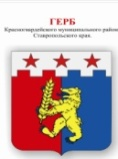 ГЕРБ
Красногвардейского муниципального района
Ставропольского края.